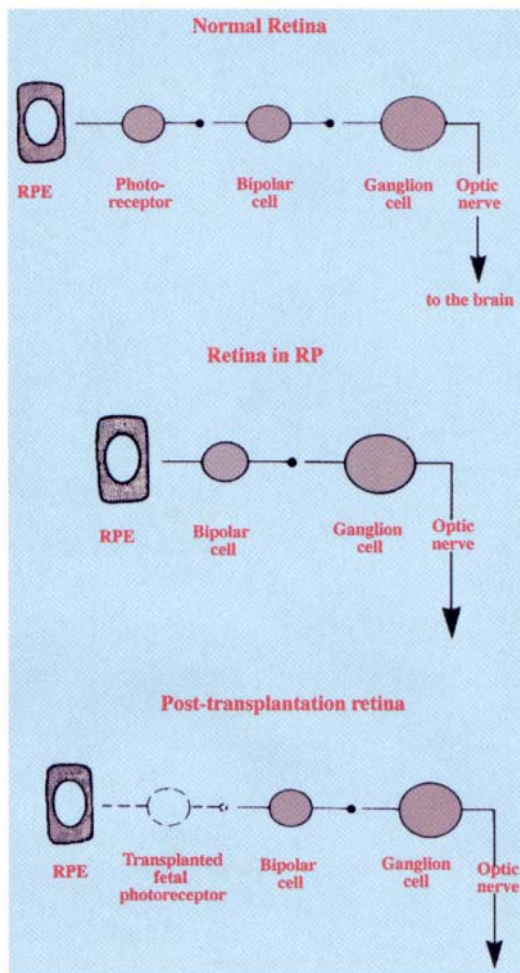 Normal Retina
RPE
Photo-
receptor
Bipolar
cell
Ganglion
cell
Optic
nerve
to the brain
Retina in RP
RPE
Bipolar
cell
Ganglion
cell
Optic
nerve
Post-transplantation retina
RPE
Transplanted
fetal
photoreceptor
Bipolar
cell
Ganglion
cell
Optic
nerve